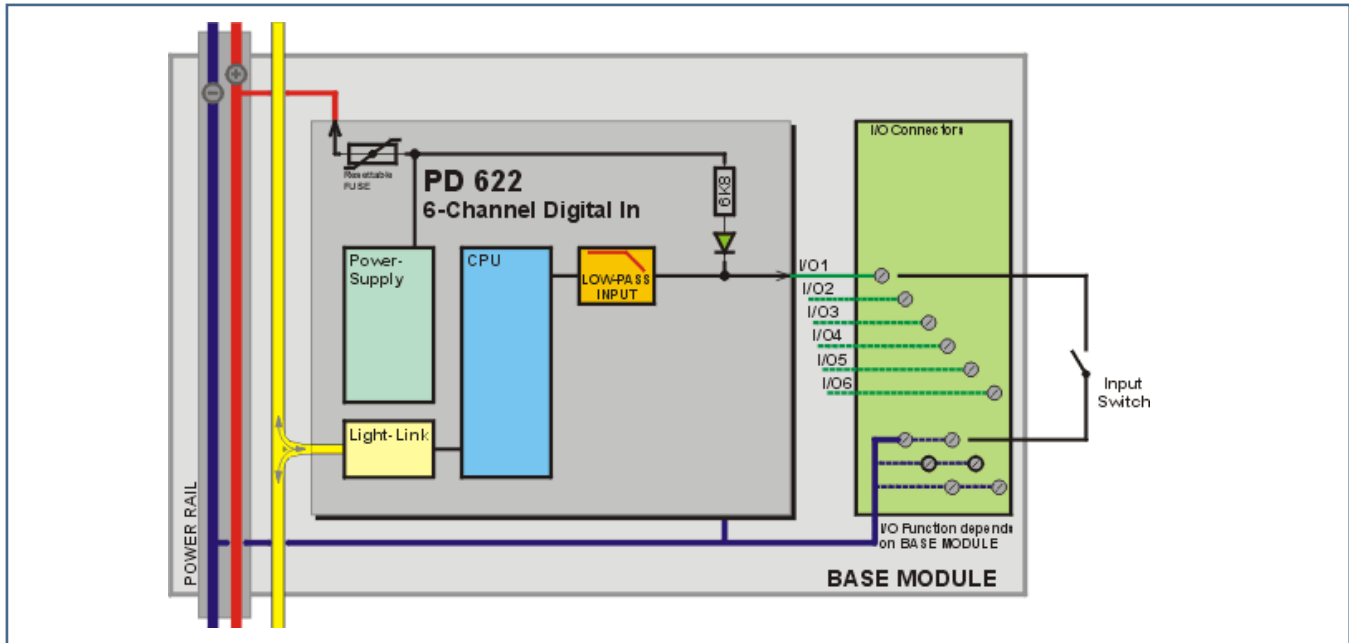 POWER RAIL
−
+
Resettable
FUSE
PD 622
6-Channel Digital In
6K8
Power-
Supply
CPU
LOW-PASS
INPUT
Light-Link
I/O Connectors
I/O1
I/O2
I/O3
I/O4
I/O5
I/O6
Input
Switch
I/O Function depends
on BASE MODULE
BASE MODULE